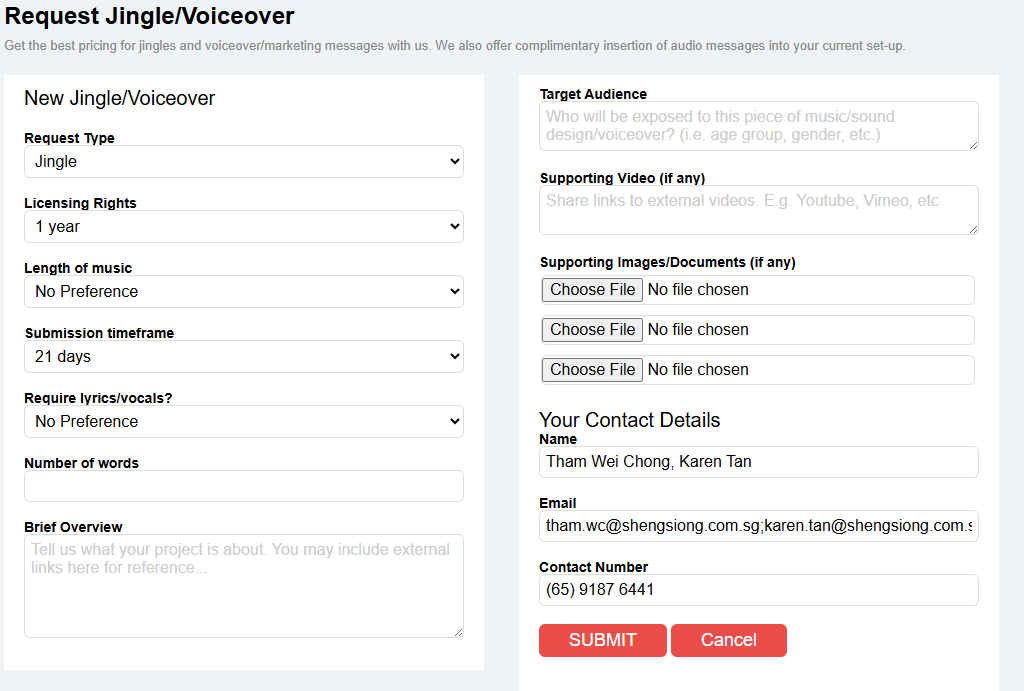 Request Jingle/Voiceover
Get the best pricing for jingles and voiceover/marketing messages with us. We also offer complimentary insertion of audio messages into your current set-up.
New Jingle/Voiceover
Request Type
Jingle
Licensing Rights
1 year
Length of music
No Preference
Submission timeframe
21 days
Require lyrics/vocals?
No Preference
Number of words
Brief Overview
Tell us what your project is about. You may include external
links here for reference...
Target Audience
Who will be exposed to this piece of music/sound
design/voiceover? (i.e. age group, gender, etc.)
Supporting Video (if any)
Share links to external videos. E.g. Youtube, Vimeo, etc
Supporting Images/Documents (if any)
Choose File No file chosen
Choose File No file chosen
Choose File No file chosen
Your Contact Details
Name
Tham Wei Chong, Karen Tan
Email
tham.wc@shengsiong.com.sg;karen.tan@shengsiong.com.s
Contact Number
(65) 9187 6441
SUBMIT Cancel